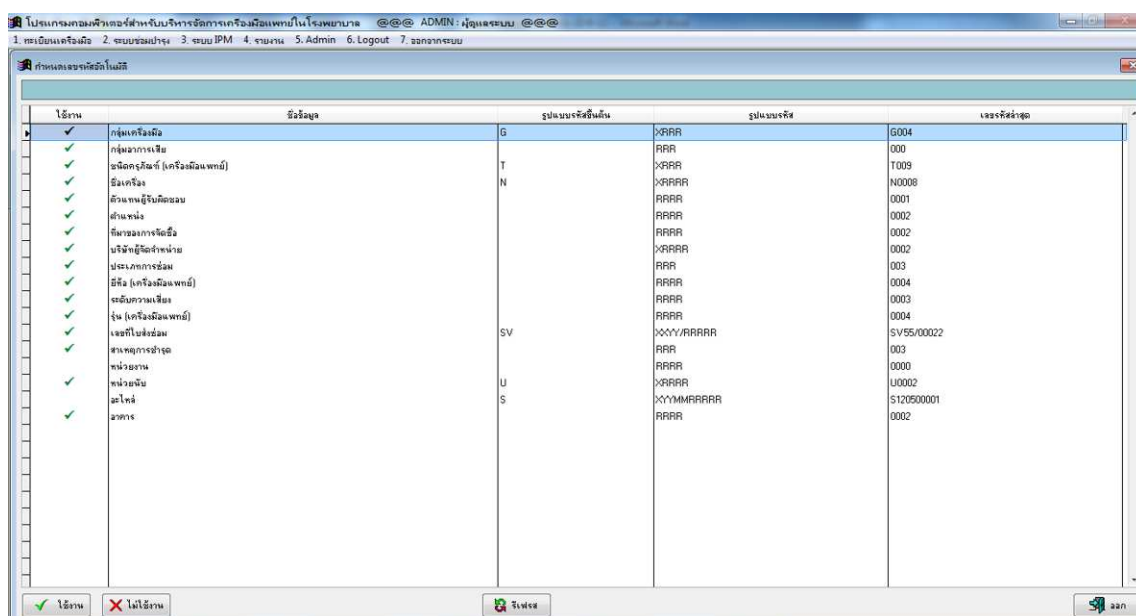 โปรแกรมคอมพิวเตอร์สำหรับบริหารจัดการเครื่องมือแพทย์ในโรงพยาบาล @@@ ADMIN : ผู้ดูแลระบบ @@@
1. ทะเบียนเครื่องมือ 2. ระบบซ่อมบำรุง 3. ระบบ IPM 4. รายงาน 5. Admin 6. Logout 7. ออกจากระบบ
กำหนดเลขรหัสอัตโนมัติ
ใช้งาน ชื่อข้อมูล รูปแบบรหัสขึ้นต้น รูปแบบรหัส เลขรหัสล่าสุด
กลุ่มเครื่องมือ G XRRR G004
กลุ่มอาการเสีย RRR 000
ชนิดครุภัณฑ์ (เครื่องมือแพทย์) T XRRR T009
ชื่อเครื่อง N XRRRR N0008
ตัวแทนผู้รับผิดชอบ RRRR 0001
ตำแหน่ง RRRR 0002
ที่มาของการจัดซื้อ RRRR 0002
บริษัทผู้จัดจำหน่าย XRRRR 0002
ประเภทการซ่อม RRR 003
ยี่ห้อ (เครื่องมือแพทย์) RRRR 0004
ระดับความเสี่ยง RRRR 0003
รุ่น (เครื่องมือแพทย์) RRRR 0004
เลขที่ใบส่งซ่อม SV XXYY/RRRRR SV55/00022
สาเหตุการชำรุด RRR 003
หน่วยงาน RRRR 0000
หน่วยนับ U XRRRR U0002
อะไหล่ S XYYMMRRRRR S120500001
อาคาร RRRR 0002
ใช้งาน ไม่ใช้งาน รีเฟรส ออก